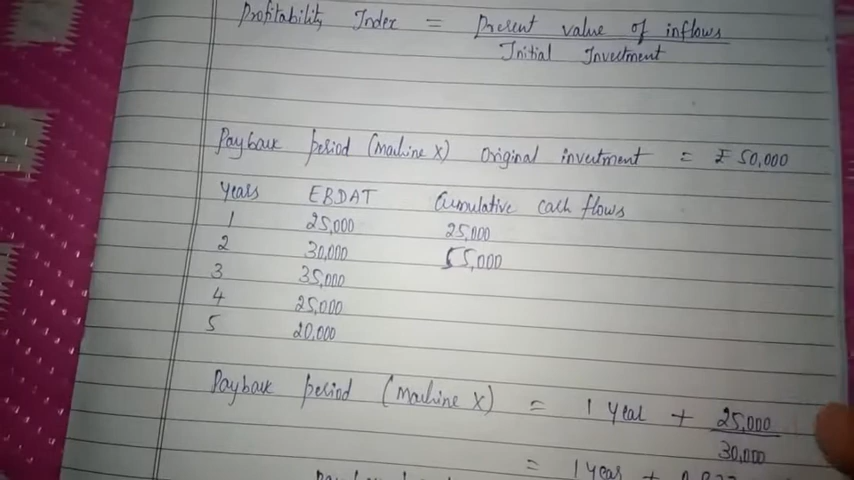 Profitability Index = Present value of inflows
Initial Investment
Payback period (Machine X) Original investment = ₹ 50,000
Years EBDAT Cumulative cash flows
1 25,000 25,000
2 30,000 55,000
3 35,000
4 25,000
5 20,000
Payback period (Machine X) = 1 year + 25,000
30,000
= 1 year +